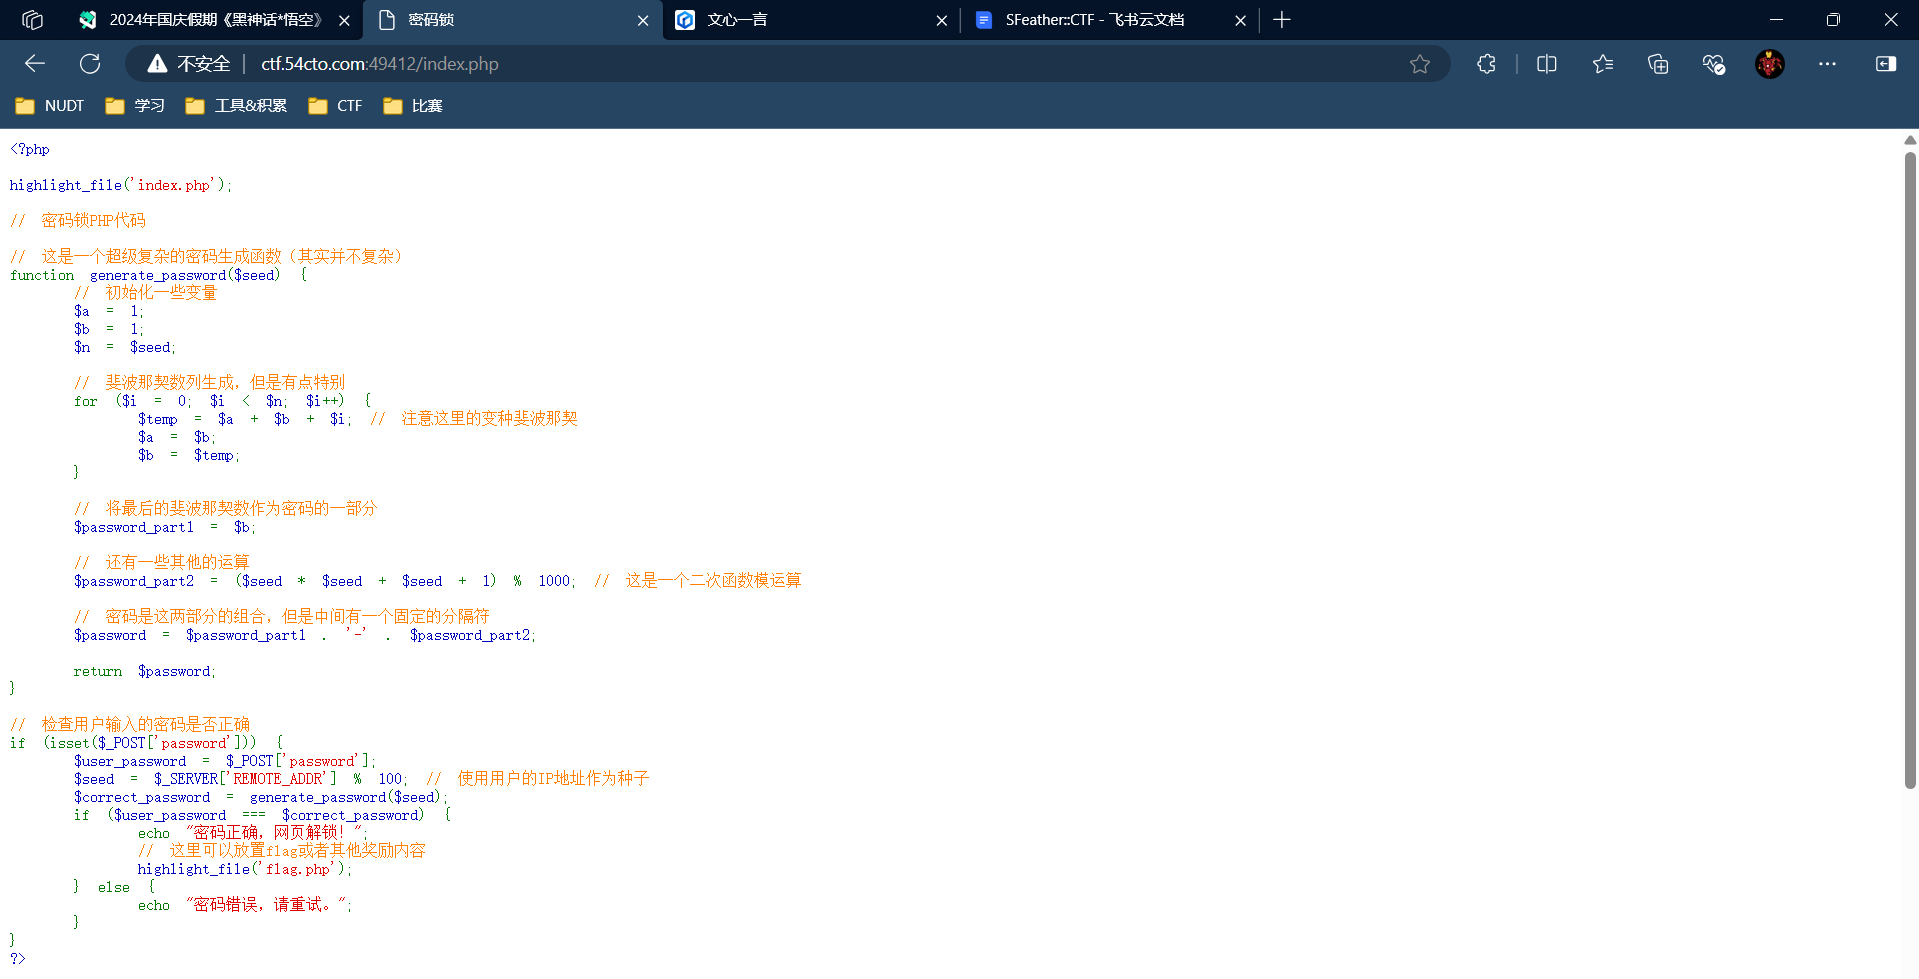 2024年国庆假期《黑神话*悟空》
密码锁
文心一言
SFeather::CTF - 飞书云文档
不安全
ctf.54cto.com:49412/index.php
NUDT
学习
工具&积累
CTF
比赛
<?php
highlight_file('index.php');
// 密码锁PHP代码
// 这是一个超级复杂的密码生成函数（其实并不复杂）
function generate_password($seed) {
// 初始化一些变量
$a = 1;
$b = 1;
$n = $seed;
// 斐波那契数列生成，但是有点特别
for ($i = 0; $i < $n; $i++) {
$temp = $a + $b + $i; // 注意这里的变种斐波那契
$a = $b;
$b = $temp;
}
// 将最后的斐波那契数作为密码的一部分
$password_part1 = $b;
// 还有一些其他的运算
$password_part2 = ($seed * $seed + $seed + 1) % 1000; // 这是一个二次函数模运算
// 密码是这两部分的组合，但是中间有一个固定的分隔符
$password = $password_part1 . '-' . $password_part2;
return $password;
}
// 检查用户输入的密码是否正确
if (isset($_POST['password'])) {
$user_password = $_POST['password'];
$seed = $_SERVER['REMOTE_ADDR'] % 100; // 使用用户的IP地址作为种子
$correct_password = generate_password($seed);
if ($user_password === $correct_password) {
echo "密码正确，网页解锁！";
// 这里可以放置flag或者其他奖励内容
highlight_file('flag.php');
} else {
echo "密码错误，请重试。";
}
}
?>